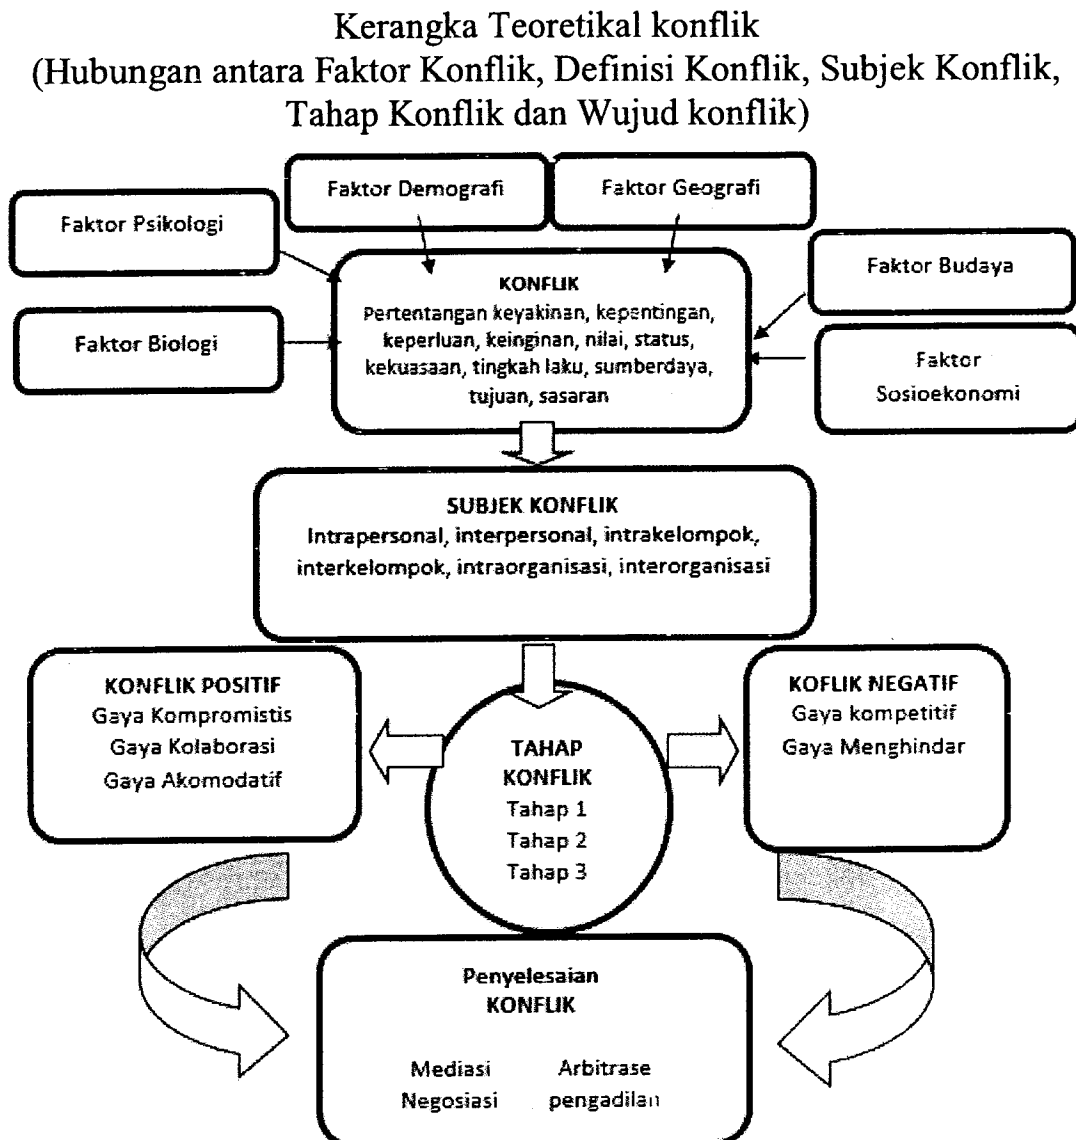 Kerangka Teoretikal konflik
(Hubungan antara Faktor Konflik, Definisi Konflik, Subjek Konflik,
Tahap Konflik dan Wujud konflik)
Faktor Demografi
Faktor Geografi
Faktor Psikologi
Faktor Budaya
Faktor Biologi
Faktor
Sosioekonomi
KONFLIK
Pertentangan keyakinan, kepentingan,
keperluan, keinginan, nilai, status,
kekuasaan, tingkah laku, sumberdaya,
tujuan, sasaran
SUBJEK KONFLIK
Intrapersonal, interpersonal, intrakelompok,
interkelompok, intraorganisasi, interorganisasi
KONFLIK POSITIF
Gaya Kompromistis
Gaya Kolaborasi
Gaya Akomodatif
TAHAP
KONFLIK
Tahap 1
Tahap 2
Tahap 3
KOFLIK NEGATIF
Gaya kompetitif
Gaya Menghindar
Penyelesaian
KONFLIK
Mediasi Arbitrase
Negosiasi pengadilan